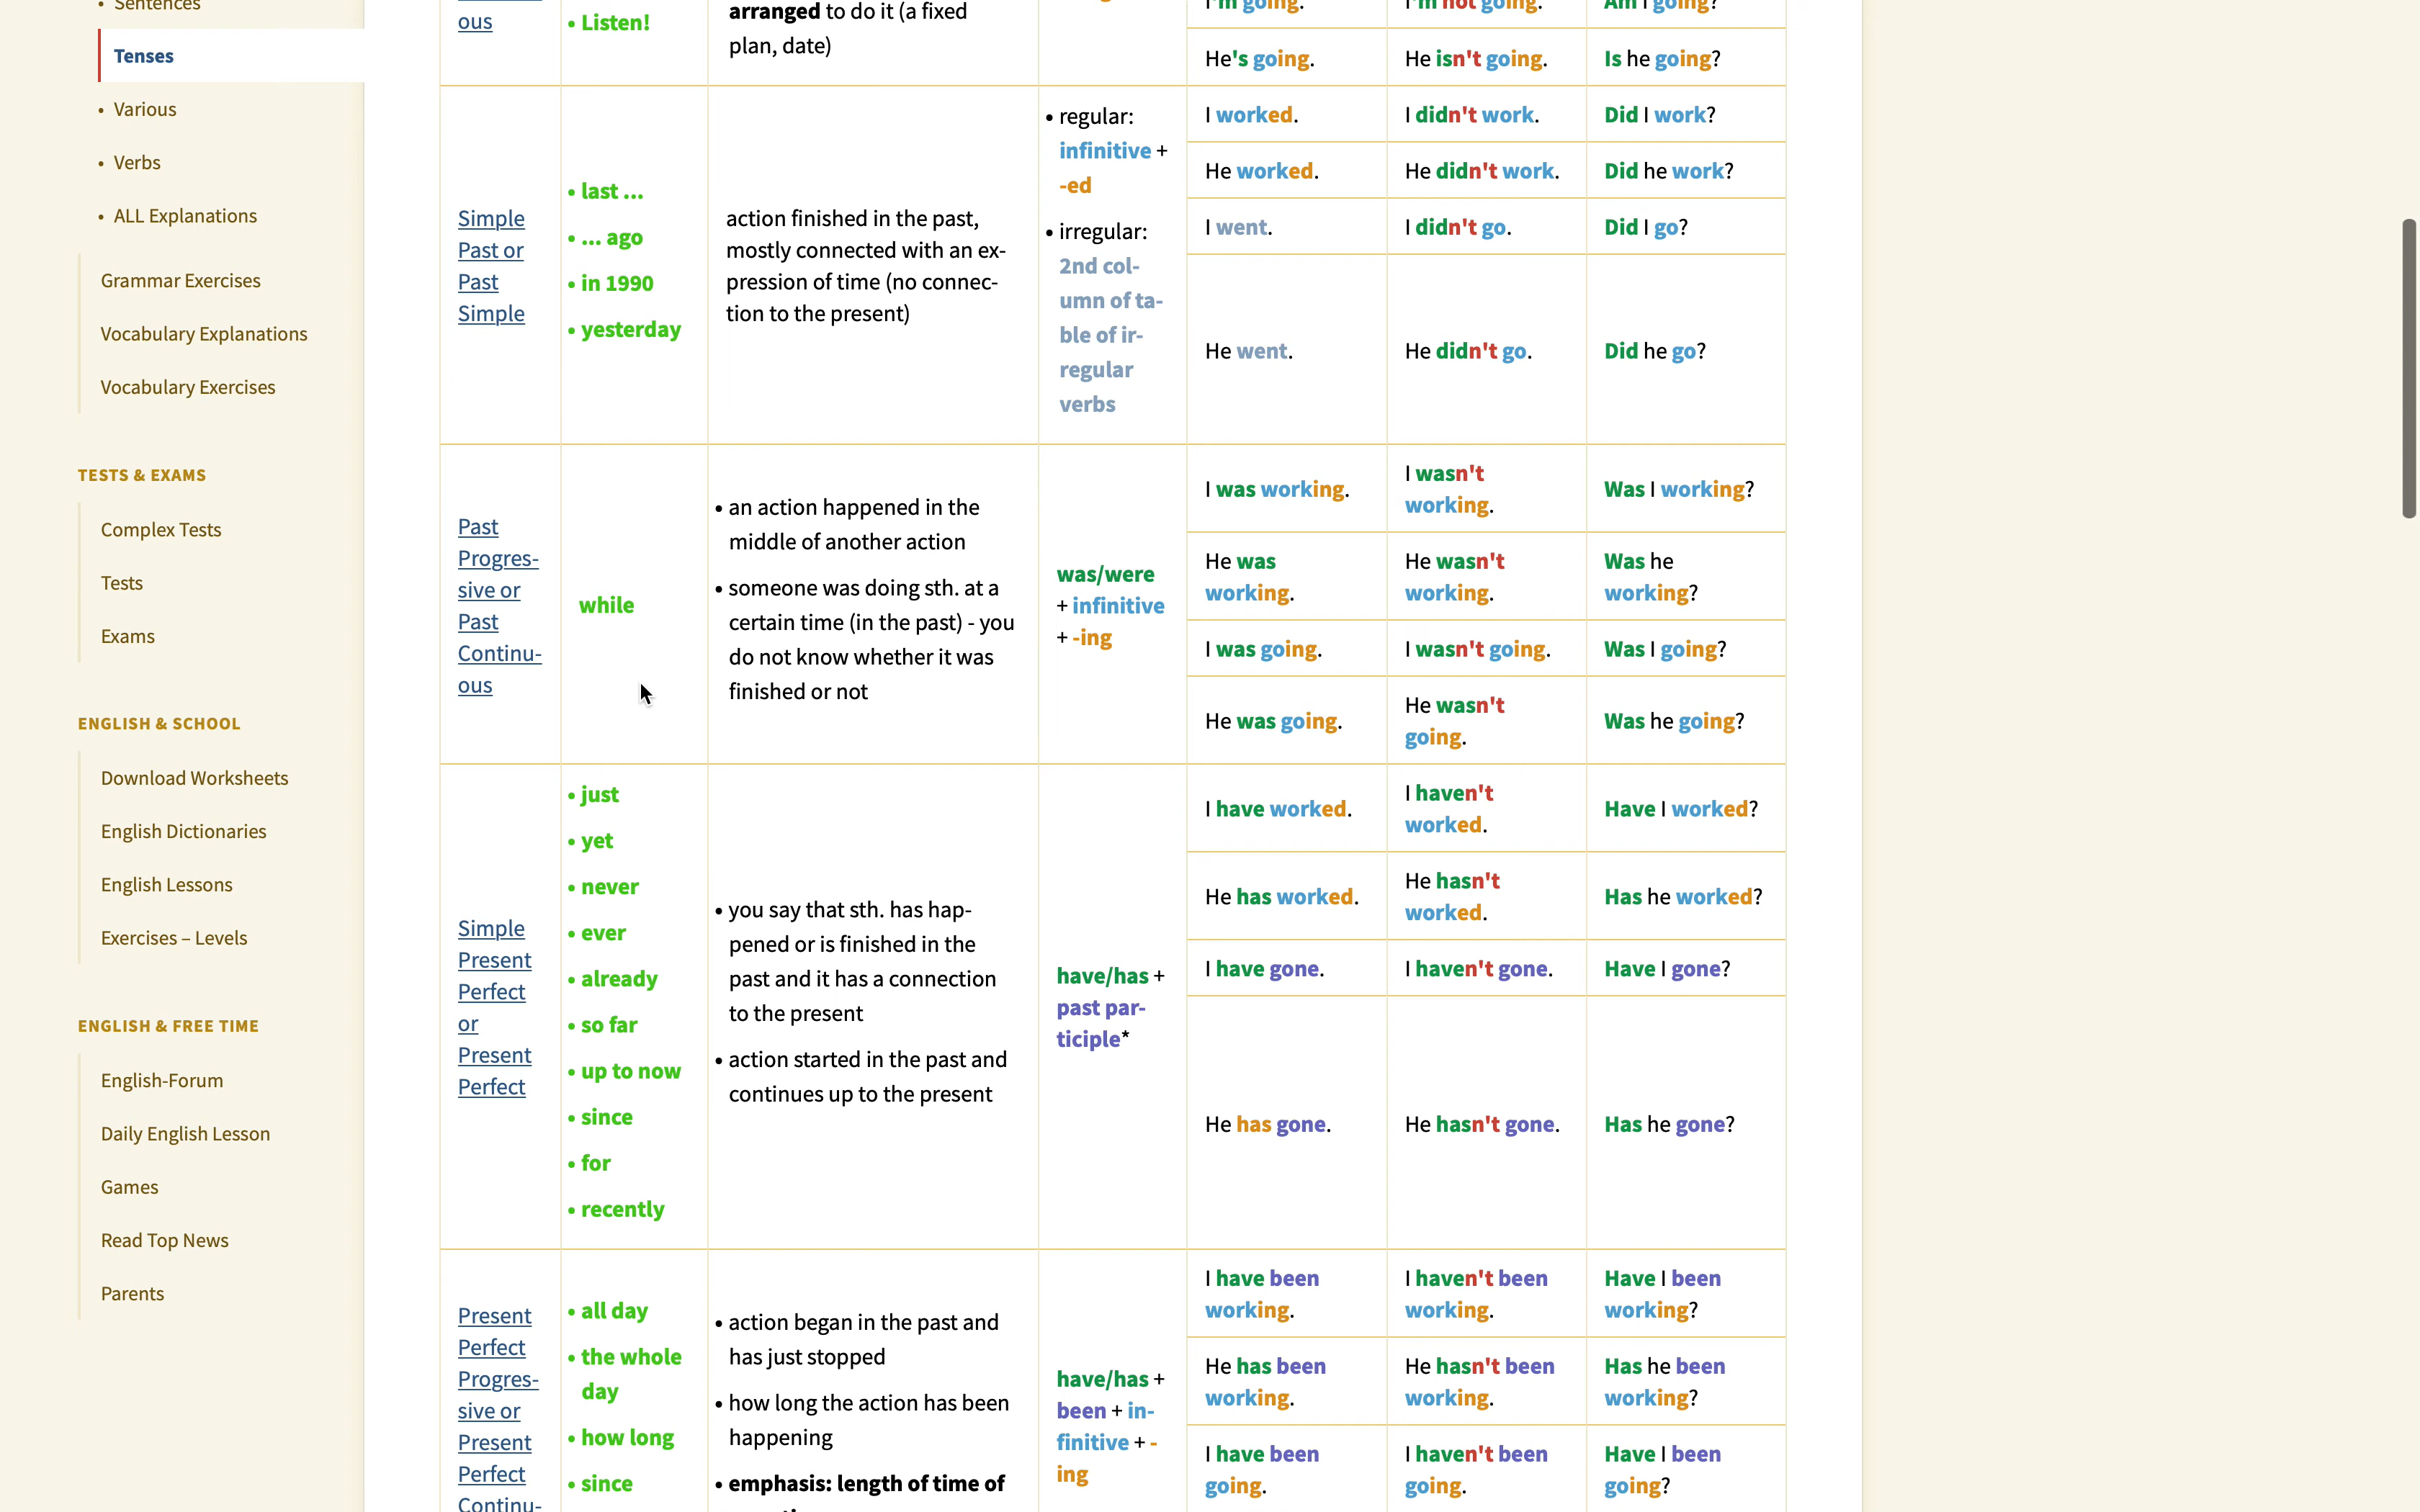 Sentences
Tenses
Various
Verbs
ALL Explanations
Grammar Exercises
Vocabulary Explanations
Vocabulary Exercises
TESTS & EXAMS
Complex Tests
Tests
Exams
ENGLISH & SCHOOL
Download Worksheets
English Dictionaries
English Lessons
Exercises – Levels
ENGLISH & FREE TIME
English-Forum
Daily English Lesson
Games
Read Top News
Parents
ous
• Listen!
arranged to do it (a fixed
plan, date)
I'm going.
I'm not going.
Am I going?
He's going.
He isn't going.
Is he going?
Simple
Past or
Past
Simple
• last ...
• ... ago
• in 1990
• yesterday
action finished in the past,
mostly connected with an ex-
pression of time (no connec-
tion to the present)
• regular:
infinitive +
-ed
• irregular:
2nd col-
umn of ta-
ble of ir-
regular
verbs
I worked.
I didn't work.
Did I work?
He worked.
He didn't work.
Did he work?
I went.
I didn't go.
Did I go?
He went.
He didn't go.
Did he go?
Past
Progres-
sive or
Past
Continu-
ous
while
• an action happened in the
middle of another action
• someone was doing sth. at a
certain time (in the past) - you
do not know whether it was
finished or not
was/were
+ infinitive
+ -ing
I was working.
I wasn't
working.
Was I working?
He was
working.
He wasn't
working.
Was he
working?
I was going.
I wasn't going.
Was I going?
He was going.
He wasn't
going.
Was he going?
Simple
Present
Perfect
or
Present
Perfect
• just
• yet
• never
• ever
• already
• so far
• up to now
• since
• for
• recently
• you say that sth. has hap-
pened or is finished in the
past and it has a connection
to the present
• action started in the past and
continues up to the present
have/has +
past par-
ticiple*
I have worked.
I haven't
worked.
Have I worked?
He has worked.
He hasn't
worked.
Has he worked?
I have gone.
I haven't gone.
Have I gone?
He has gone.
He hasn't gone.
Has he gone?
Present
Perfect
Progres-
sive or
Present
Perfect
Continu-
• all day
• the whole
day
• how long
• since
• action began in the past and
has just stopped
• how long the action has been
happening
• emphasis: length of time of
have/has +
been + in-
finitive + -
ing
I have been
working.
I haven't been
working.
Have I been
working?
He has been
working.
He hasn't been
working.
Has he been
working?
I have been
going.
I haven't been
going.
Have I been
going?